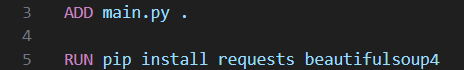 3 ADD main.py .
4
5 RUN pip install requests beautifulsoup4